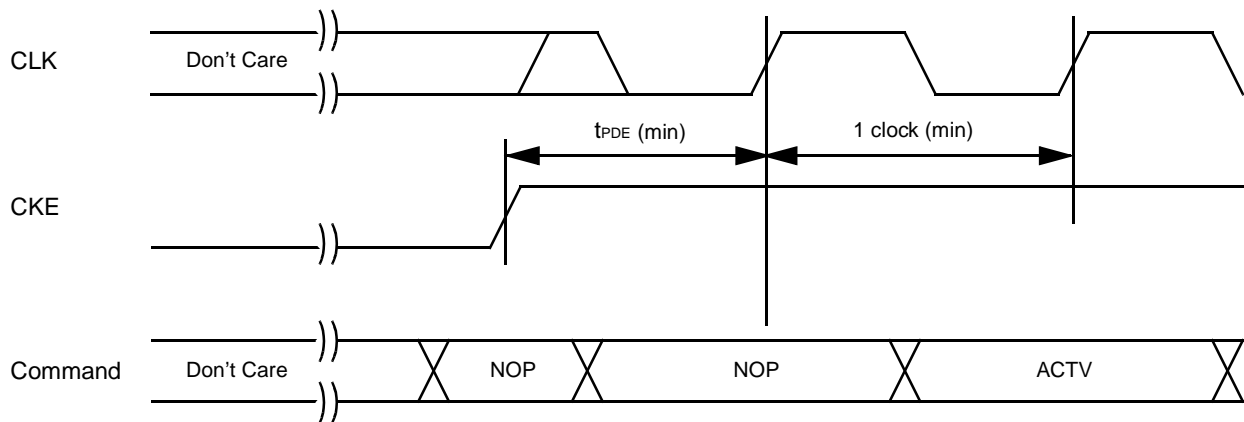 CLK Don't Care
tPDE (min) 1 clock (min)
CKE
Command Don't Care NOP NOP ACTV